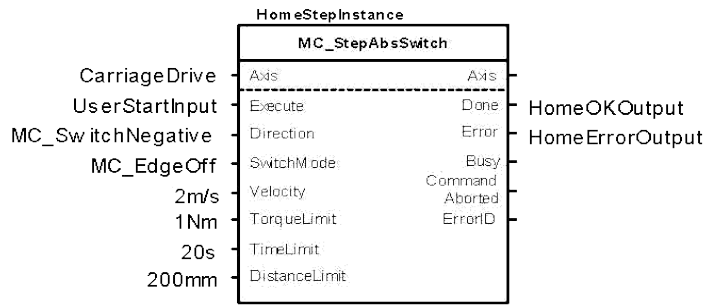 HomeStepInstance
MC_StepAbsSwitch
CarriageDrive Axis Axis
UserStartInput Execute Done HomeOKOutput
MC_SwitchNegative Direction Error HomeErrorOutput
MC_EdgeOff SwitchMode Busy
2m/s Velocity Command
Aborted
1Nm TorqueLimit ErrorID
20s TimeLimit
200mm DistanceLimit